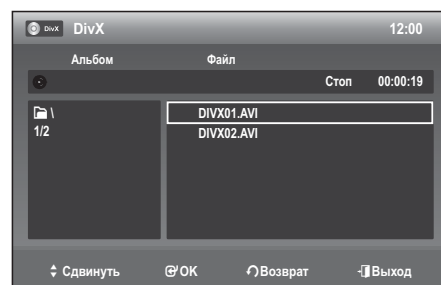 DivX DivX 12:00
Альбом Файл
Стоп 00:00:19
\ DIVX01.AVI
1/2 DIVX02.AVI
Сдвинуть OK Возврат Выход